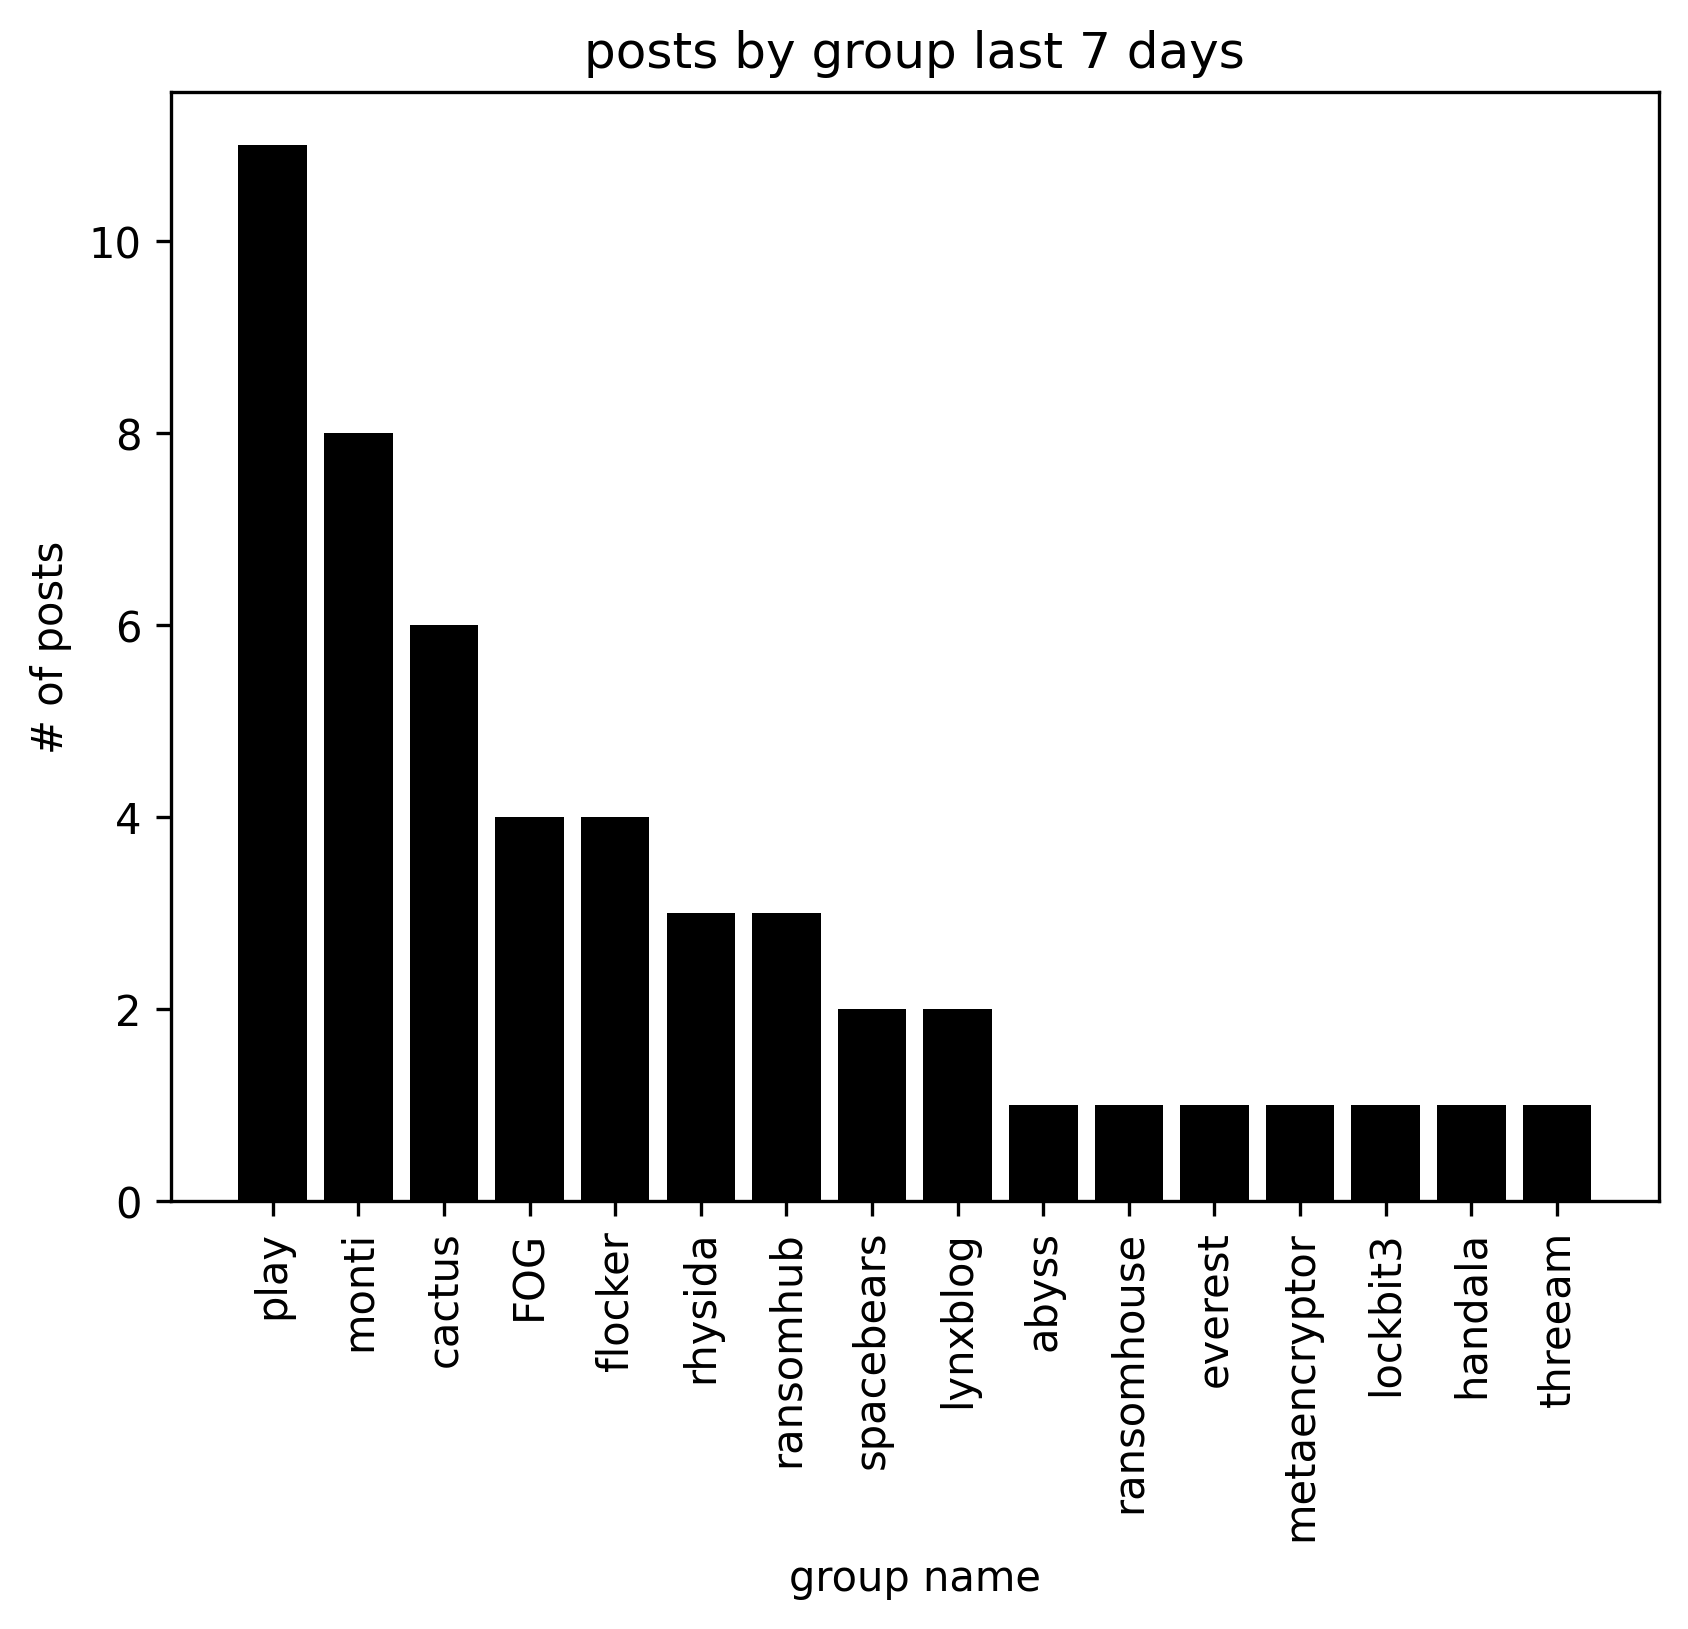 posts by group last 7 days
# of posts
10
8
6
4
2
0
play
monti
cactus
FOG
flocker
rhysida
ransomhub
spacebears
lynxblog
abyss
ransomhouse
everest
metaencryptor
lockbit3
handala
threeam
group name